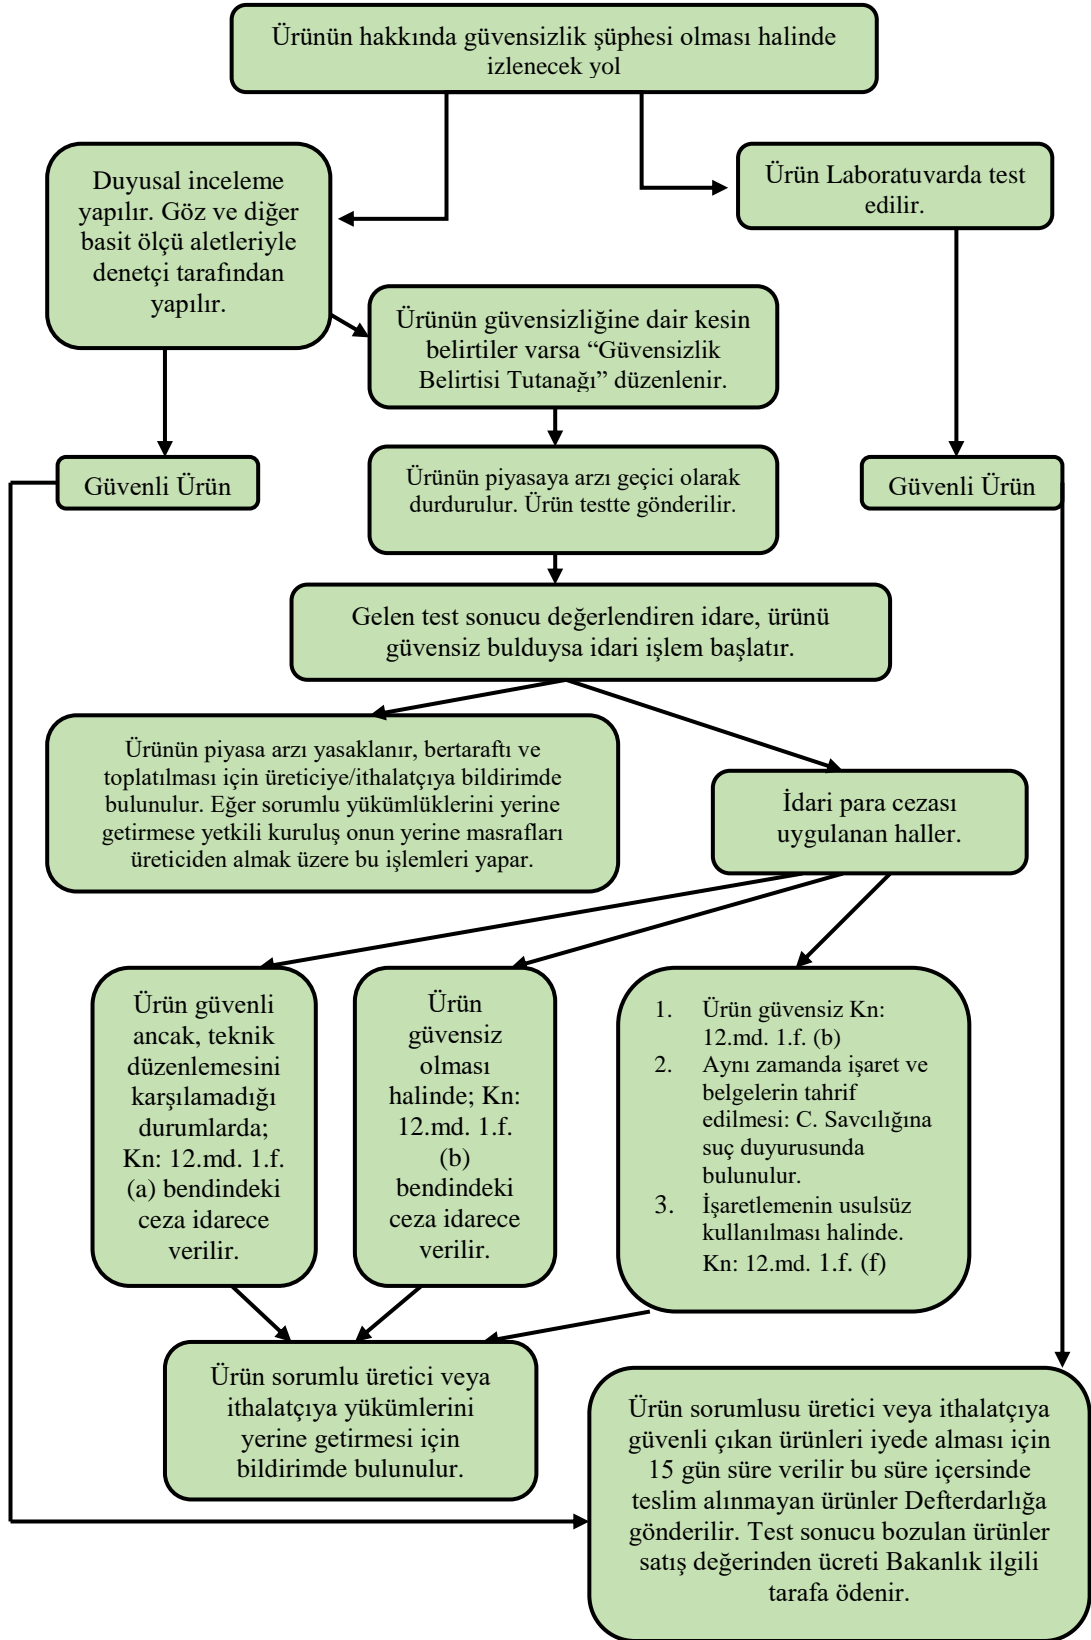 Ürünün hakkında güvensizlik şüphesi olması halinde
izlenecek yol
Duyusal inceleme
yapılır. Göz ve diğer
basit ölçü aletleriyle
denetçi tarafından
yapılır.
Ürün Laboratuvarda test
edilir.
Ürünün güvensizliğine dair kesin
belirtiler varsa “Güvensizlik
Belirtisi Tutanağı” düzenlenir.
Güvenli Ürün
Ürünün piyasaya arzı geçici olarak
durdurulur. Ürün testte gönderilir.
Güvenli Ürün
Gelen test sonucu değerlendiren idare, ürünü
güvensiz bulduysa idari işlem başlatır.
Ürünün piyasa arzı yasaklanır, bertaraftı ve
toplatılması için üreticiye/ithalatçıya bildirimde
bulunulur. Eğer sorumlu yükümlüklerini yerine
getirmese yetkili kuruluş onun yerine masrafları
üreticiden almak üzere bu işlemleri yapar.
İdari para cezası
uygulanan haller.
Ürün güvenli
ancak, teknik
düzenlemesini
karşılamadığı
durumlarda;
Kn: 12.md. 1.f.
(a) bendindeki
ceza idarece
verilir.
Ürün
güvensiz
olması
halinde; Kn:
12.md. 1.f.
(b)
bendindeki
ceza idarece
verilir.
1. Ürün güvensiz Kn:
12.md. 1.f. (b)
2. Aynı zamanda işaret ve
belgelerin tahrif
edilmesi: C. Savcılığına
suç duyurusunda
bulunulur.
3. İşaretlemenin usulsüz
kullanılması halinde.
Kn: 12.md. 1.f. (f)
Ürün sorumlu üretici veya
ithalatçıya yükümlerini
yerine getirmesi için
bildirimde bulunulur.
Ürün sorumlusu üretici veya ithalatçıya
güvenli çıkan ürünleri iyede alması için
15 gün süre verilir bu süre içersinde
teslim alınmayan ürünler Defterdarlığa
gönderilir. Test sonucu bozulan ürünler
satış değerinden ücreti Bakanlık ilgili
tarafa ödenir.